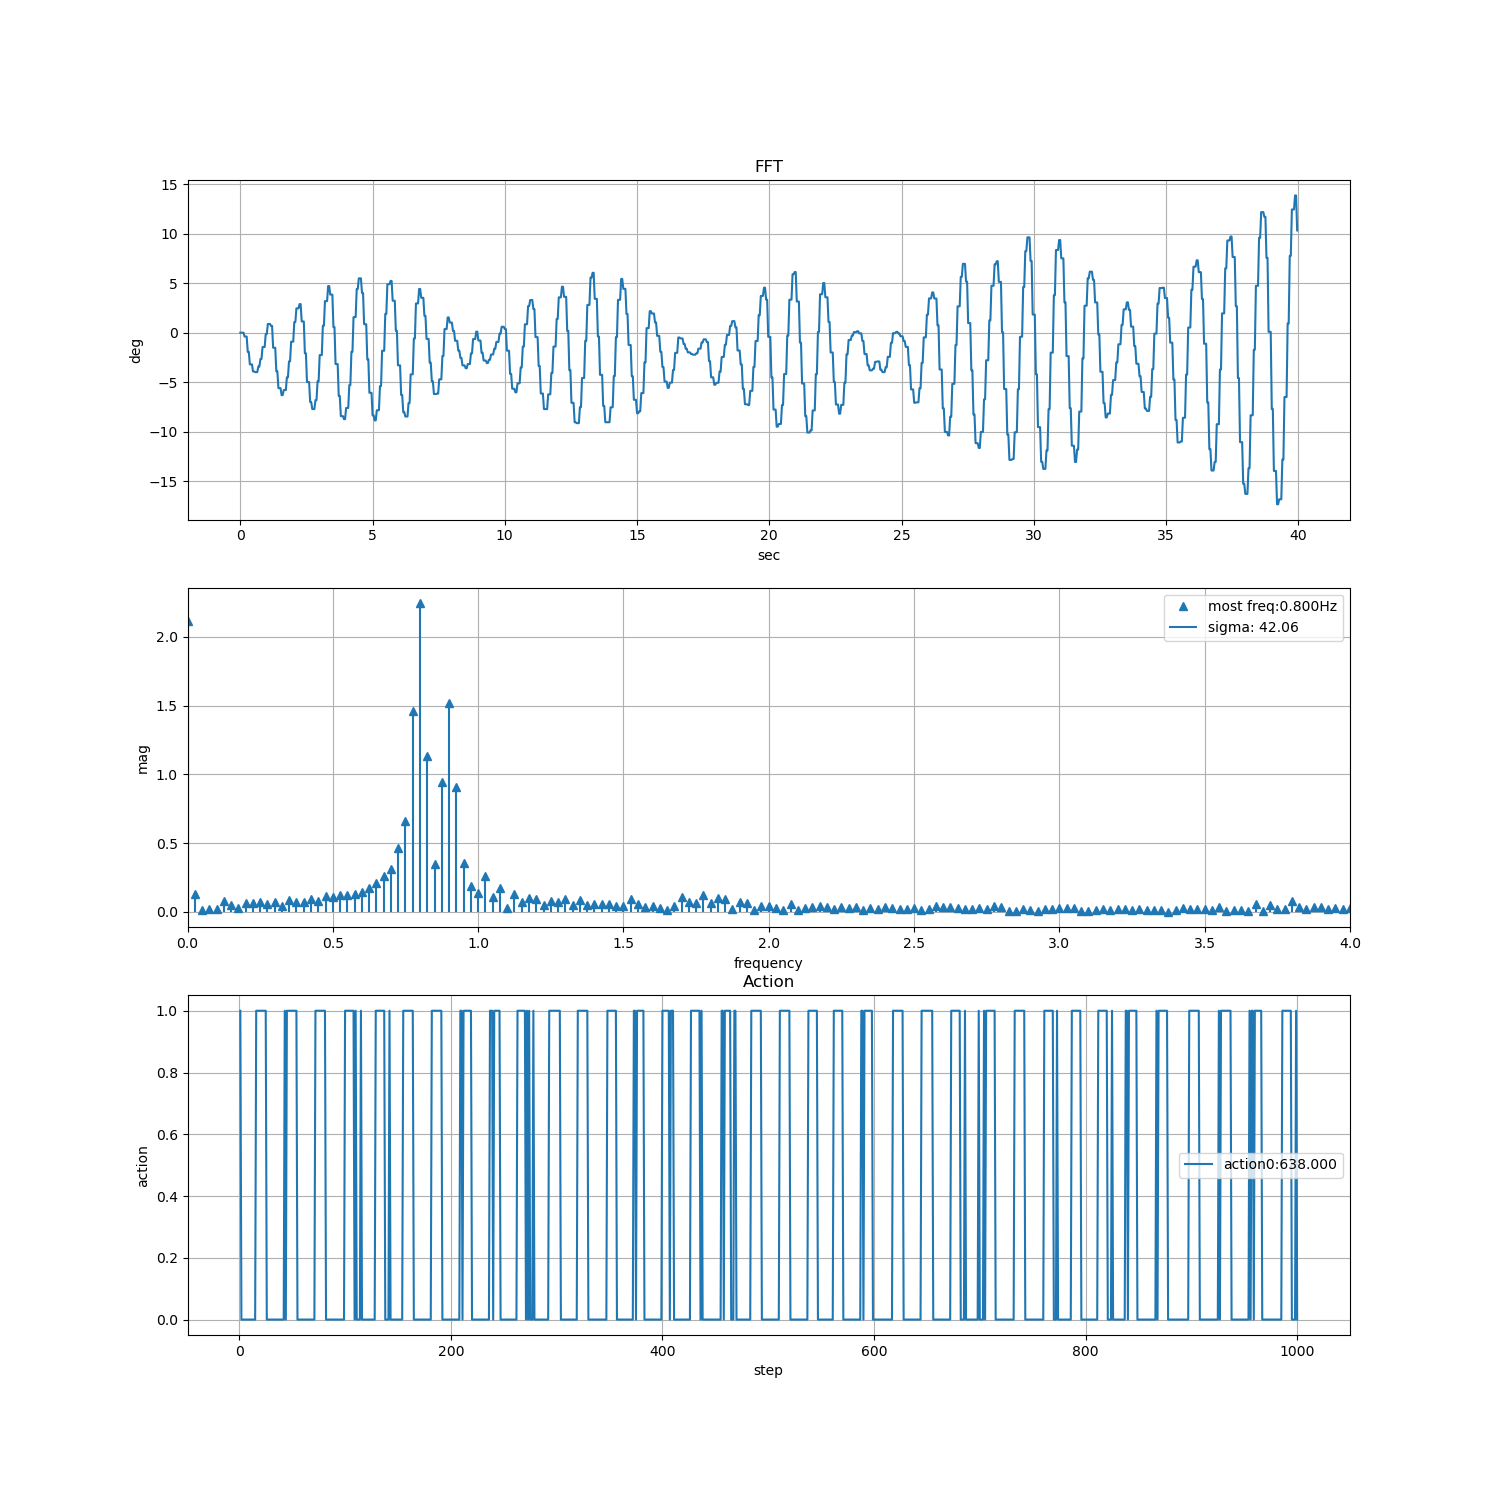 FFT
15
10
5
0
−5
−10
−15
deg
0 5 10 15 20 25 30 35 40
sec
most freq:0.800Hz
sigma: 42.06
2.0
1.5
1.0
0.5
0.0
mag
0.0 0.5 1.0 1.5 2.0 2.5 3.0 3.5 4.0
frequency
Action
1.0
0.8
0.6
0.4
0.2
0.0
action
action0:638.000
0 200 400 600 800 1000
step